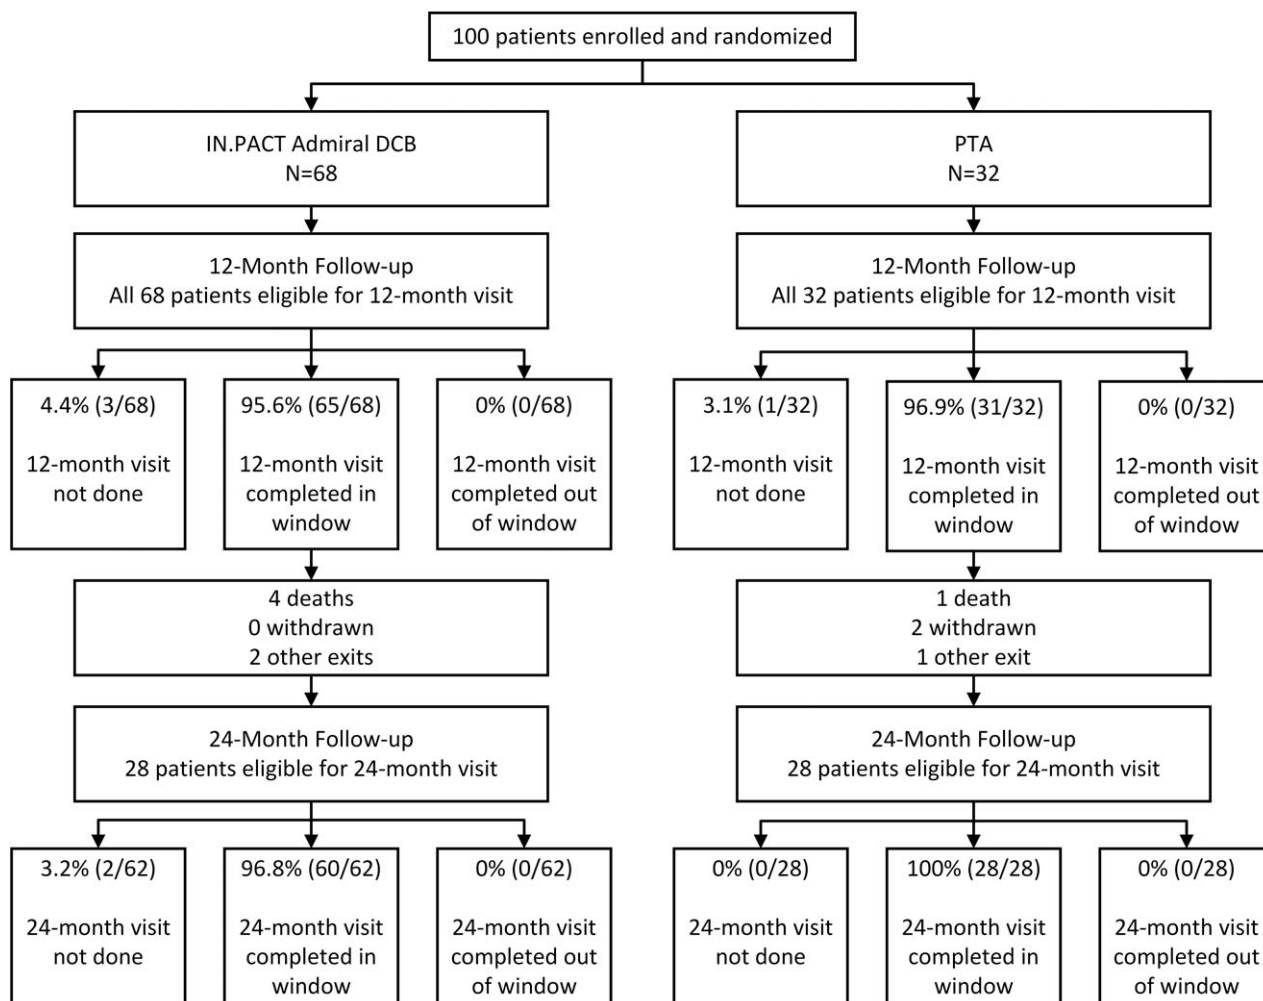 100 patients enrolled and randomized
IN.PACT Admiral DCB
N=68
PTA
N=32
12-Month Follow-up
All 68 patients eligible for 12-month visit
12-Month Follow-up
All 32 patients eligible for 12-month visit
4.4% (3/68)
12-month visit
not done
95.6% (65/68)
12-month visit
completed in
window
0% (0/68)
12-month visit
completed out
of window
3.1% (1/32)
12-month visit
not done
96.9% (31/32)
12-month visit
completed in
window
0% (0/32)
12-month visit
completed out
of window
4 deaths
0 withdrawn
2 other exits
1 death
2 withdrawn
1 other exit
24-Month Follow-up
28 patients eligible for 24-month visit
24-Month Follow-up
28 patients eligible for 24-month visit
3.2% (2/62)
24-month visit
not done
96.8% (60/62)
24-month visit
completed in
window
0% (0/62)
24-month visit
completed out
of window
0% (0/28)
24-month visit
not done
100% (28/28)
24-month visit
completed in
window
0% (0/28)
24-month visit
completed out
of window